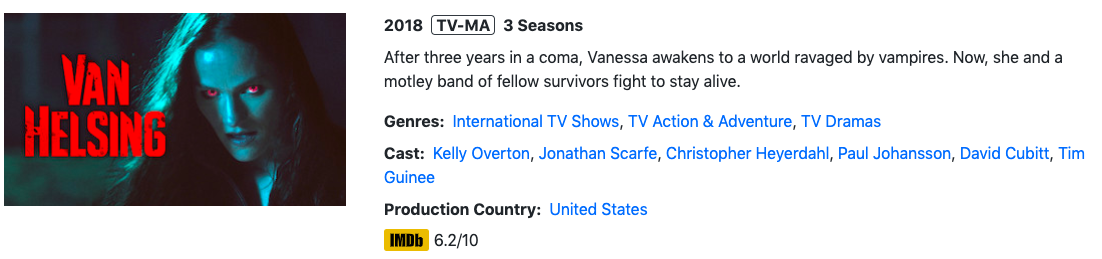 VAN
HELSING
2018 TV-MA 3 Seasons
After three years in a coma, Vanessa awakens to a world ravaged by vampires. Now, she and a
motley band of fellow survivors fight to stay alive.
Genres: International TV Shows, TV Action & Adventure, TV Dramas
Cast: Kelly Overton, Jonathan Scarfe, Christopher Heyerdahl, Paul Johansson, David Cubitt, Tim
Guinee
Production Country: United States
IMDb 6.2/10